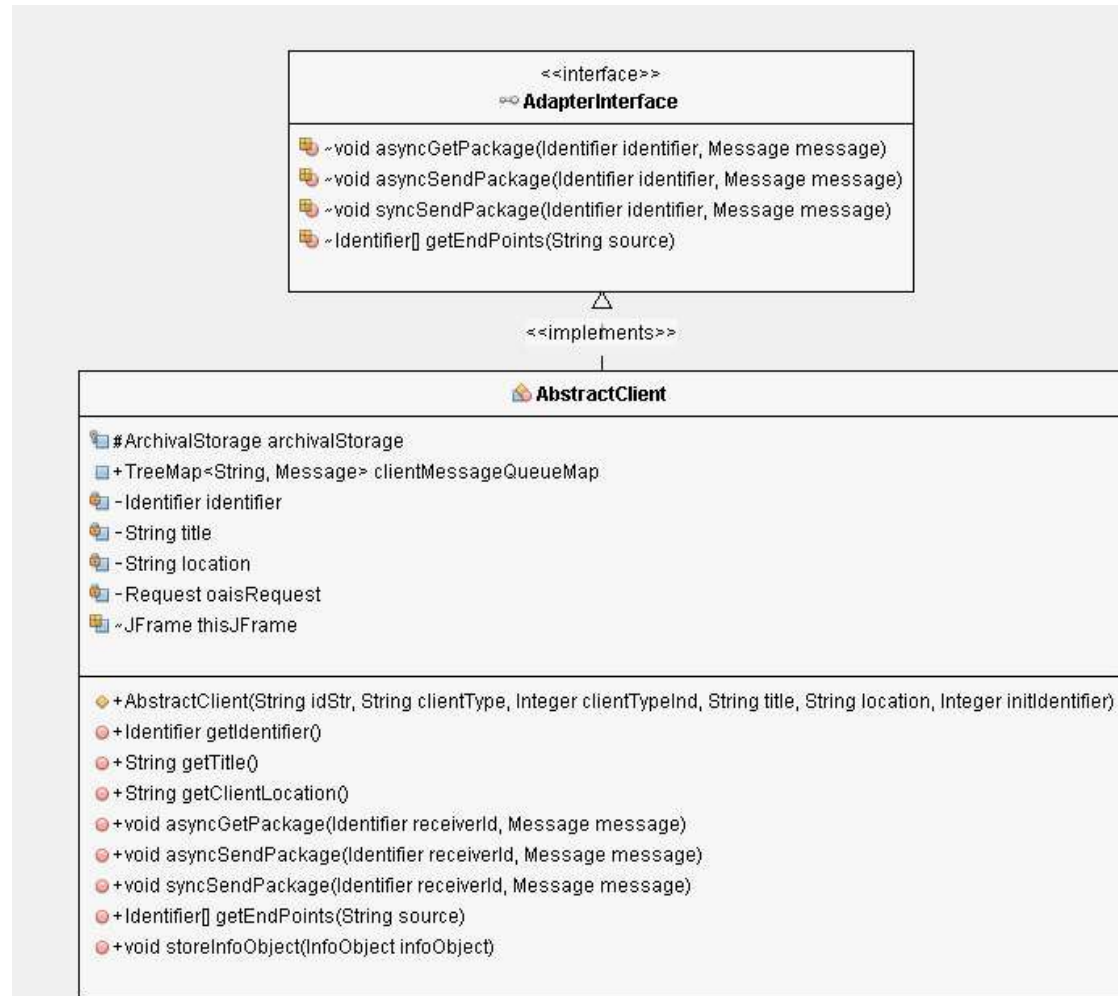 <<interface>>
AdapterInterface
~void asyncGetPackage(Identifier identifier, Message message)
~void asyncSendPackage(Identifier identifier, Message message)
~void syncSendPackage(Identifier identifier, Message message)
~Identifier[] getEndPoints(String source)
<<implements>>
AbstractClient
#ArchivalStorage archivalStorage
+TreeMap<String, Message> clientMessageQueueMap
-Identifier identifier
-String title
-String location
-Request oaisRequest
~JFrame thisJFrame
+AbstractClient(String idStr, String clientType, Integer clientTypeInd, String title, String location, Integer initIdentifier)
+Identifier getIdentifier()
+String getTitle()
+String getClientLocation()
+void asyncGetPackage(Identifier receiverId, Message message)
+void asyncSendPackage(Identifier receiverId, Message message)
+void syncSendPackage(Identifier receiverId, Message message)
+Identifier[] getEndPoints(String source)
+void storeInfoObject(InfoObject infoObject)